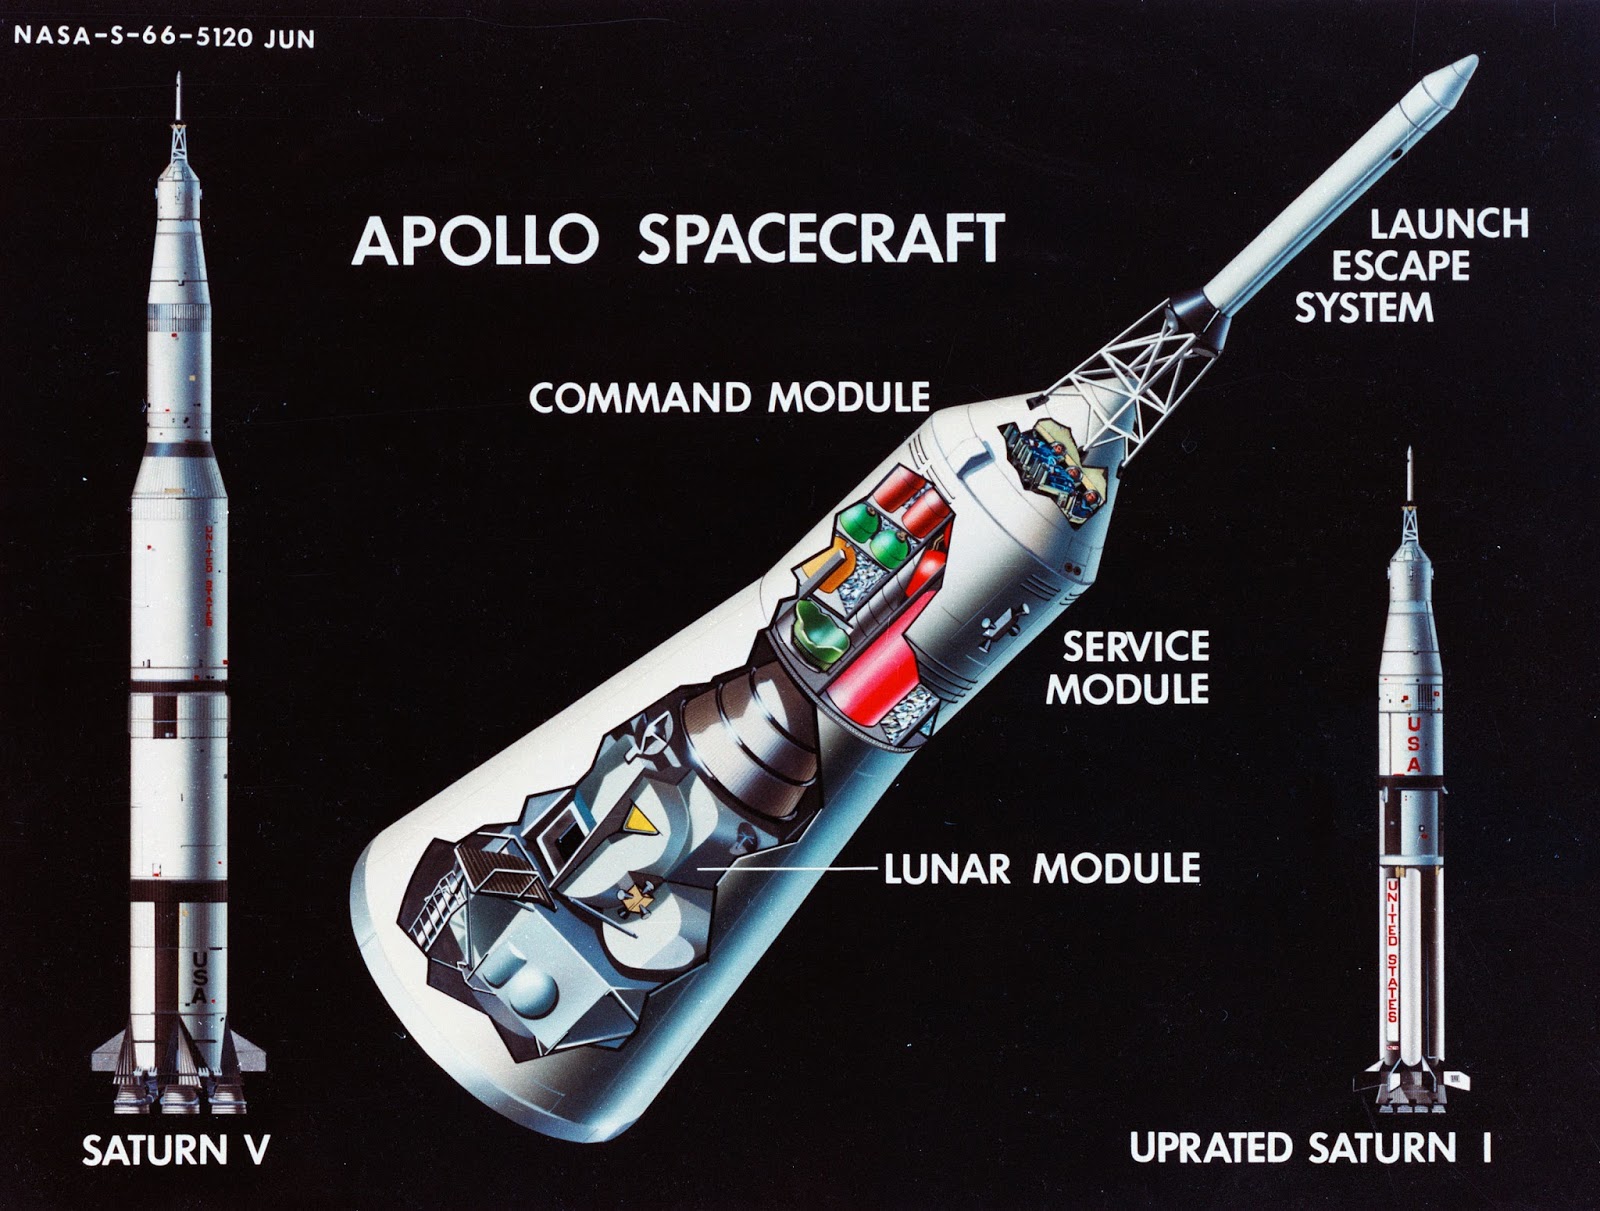 NASA-S-66-5120 JUN
APOLLO SPACECRAFT
LAUNCH
ESCAPE
SYSTEM
COMMAND MODULE
SERVICE
MODULE
LUNAR MODULE
UNITED STATES
USA
SATURN V
USA
UNITED STATES
UPRATED SATURN I